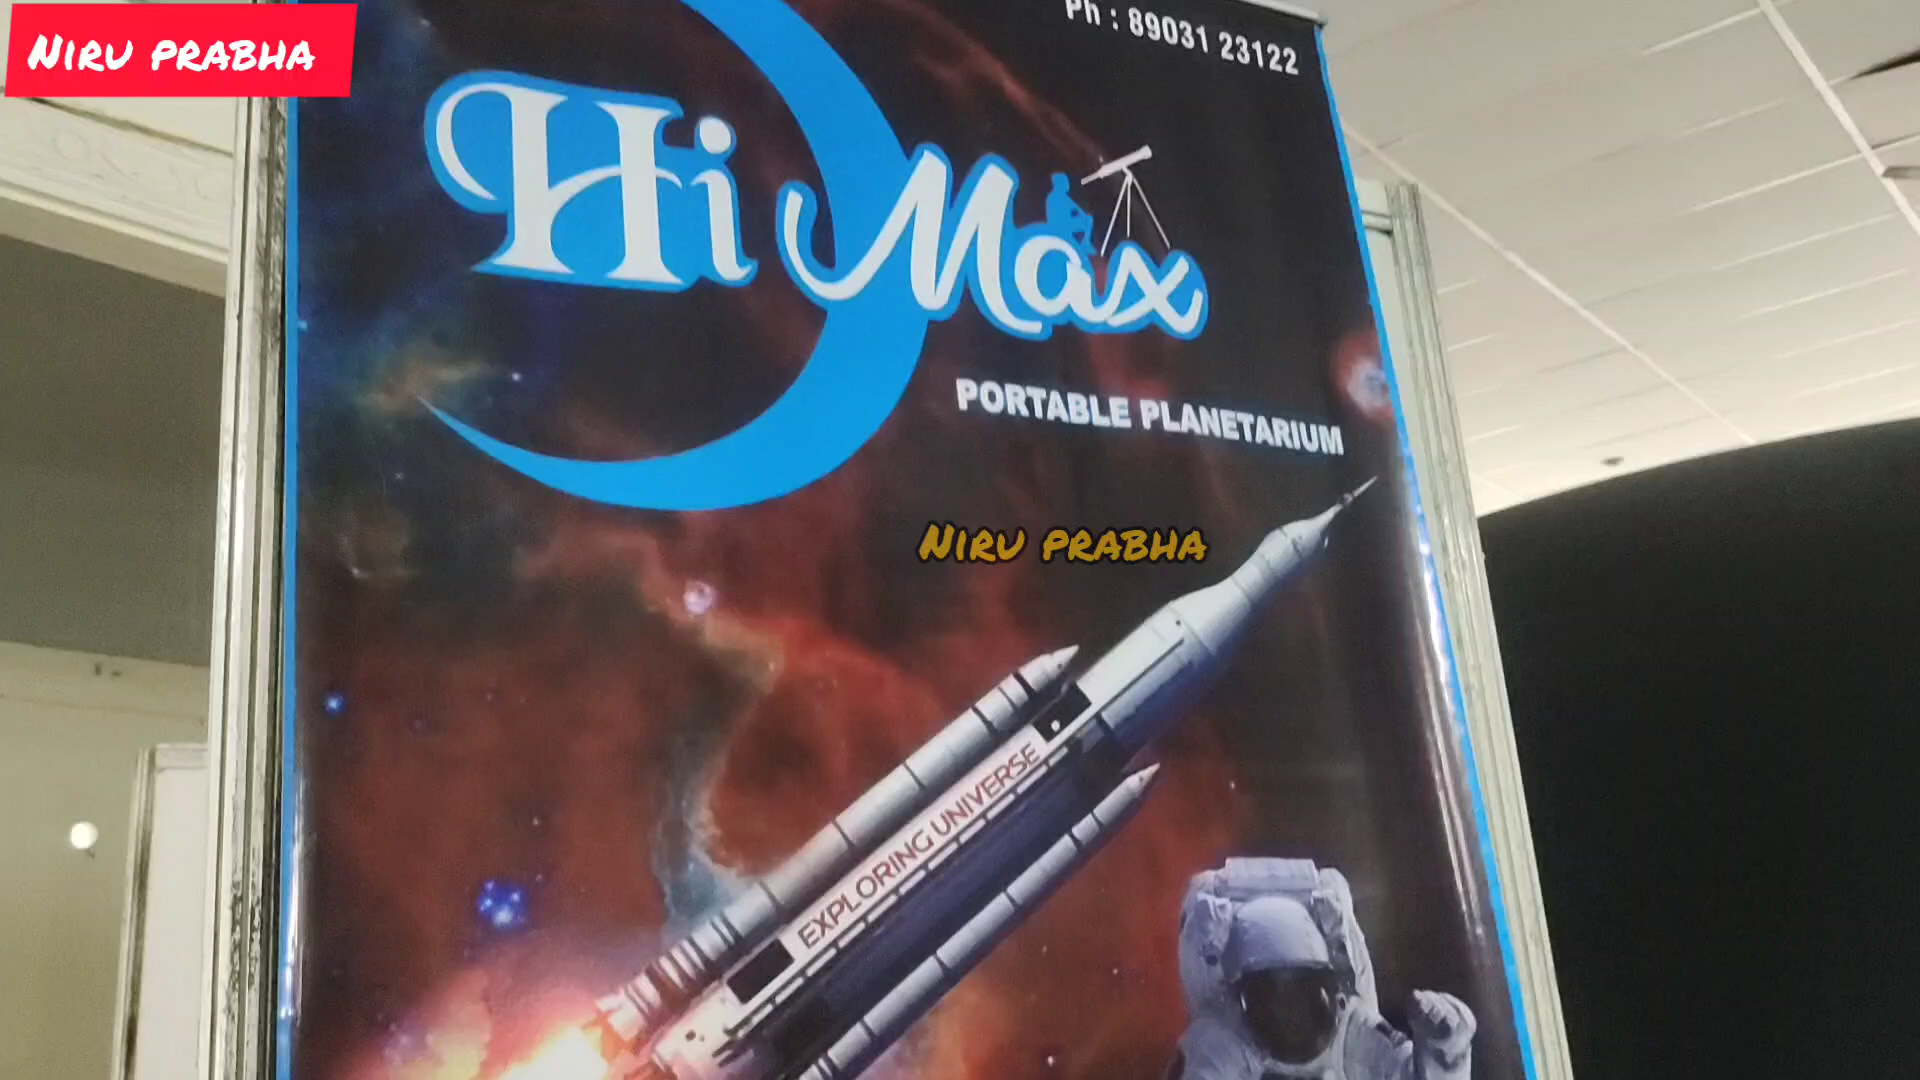 NIRU PRABHA
Ph : 89031 23122
Hi Max
PORTABLE PLANETARIUM
NIRU PRABHA
EXPLORING UNIVERSE